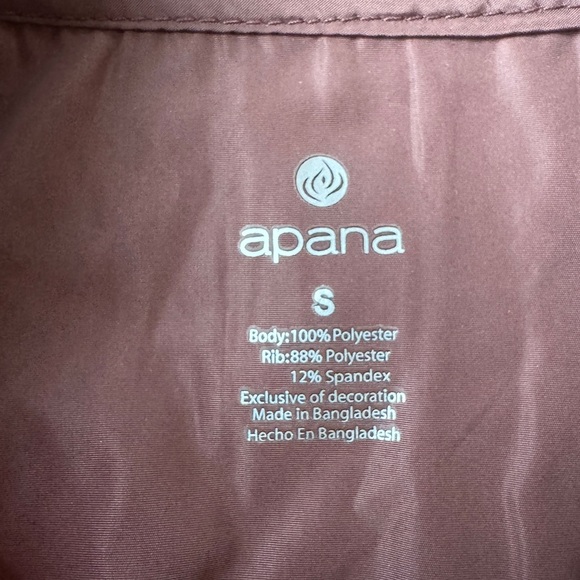 apana
S
Body:100% Polyester
Rib:88% Polyester
12% Spandex
Exclusive of decoration
Made in Bangladesh
Hecho En Bangladesh